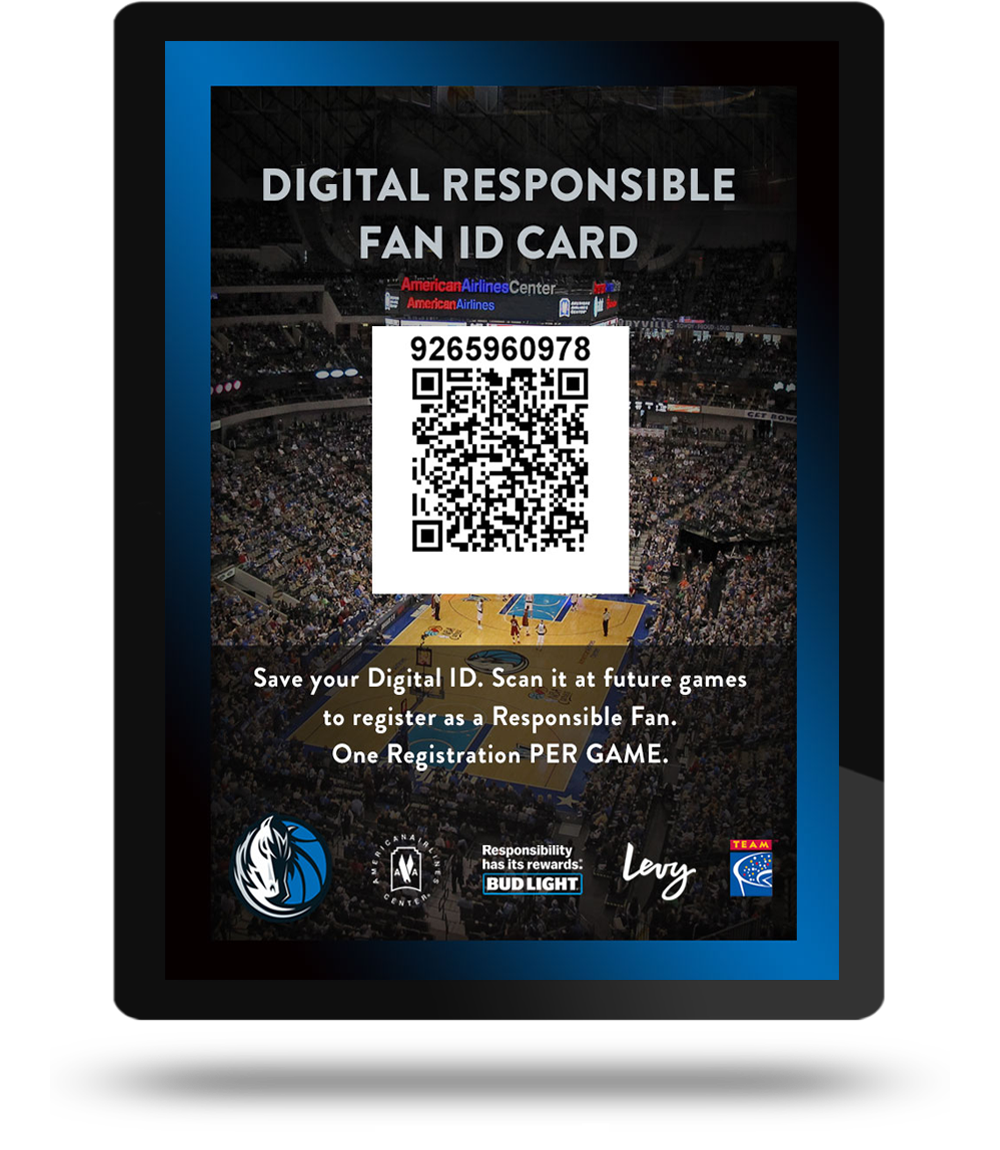 DIGITAL RESPONSIBLE
FAN ID CARD
AmericanAirlinesCenter
AmericanAirlines
9265960978
GET
Save your Digital ID. Scan it at future games
to register as a Responsible Fan.
One Registration PER GAME.
AMERICAN AIRLINES
CENTER
Responsibility
has its rewards.
BUD LIGHT
Levy
TEAM